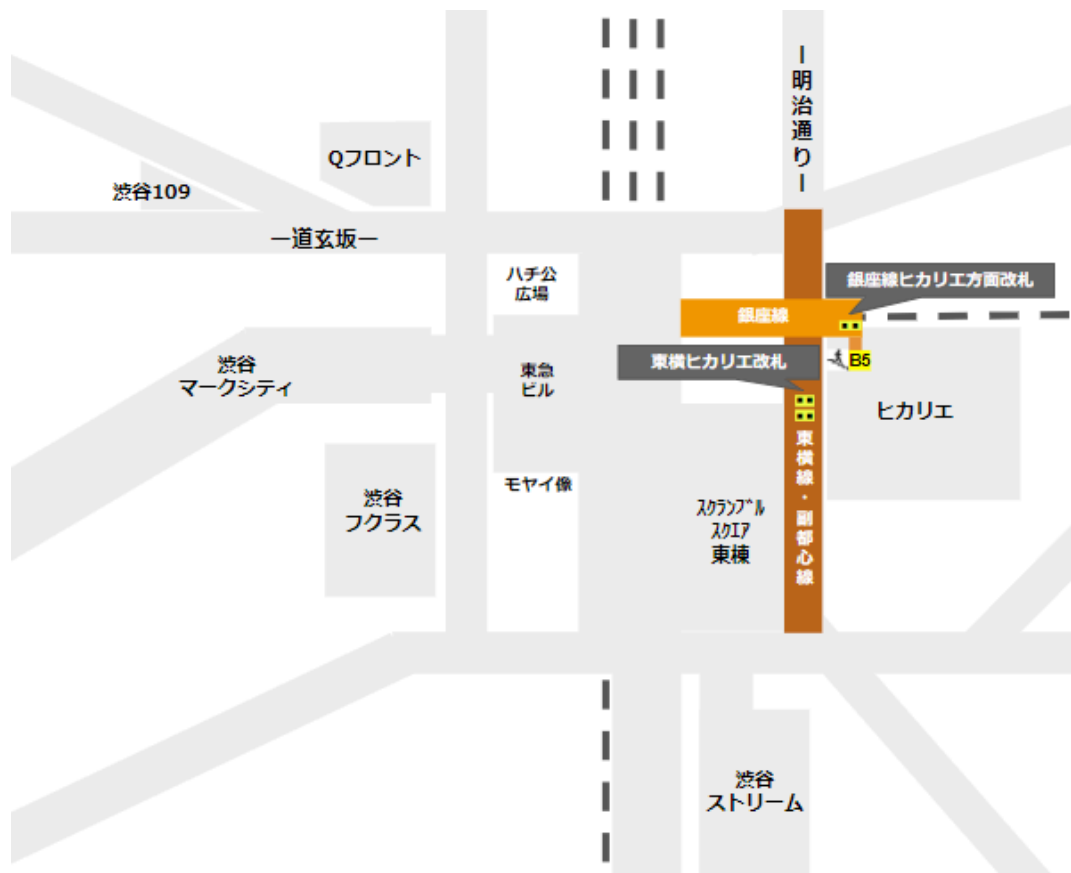 ー明治通りー
Qフロント
渋谷109
―道玄坂―
ハチ公
広場
銀座線ヒカリエ方面改札
銀座線
東横ヒカリエ改札
B5
渋谷
マークシティ
東急
ビル
ヒカリエ
東横線・副都心線
モヤイ像
渋谷
フクラス
ｽｸﾗﾝﾌﾞﾙ
ｽｸｴｱ
東棟
渋谷
ストリーム